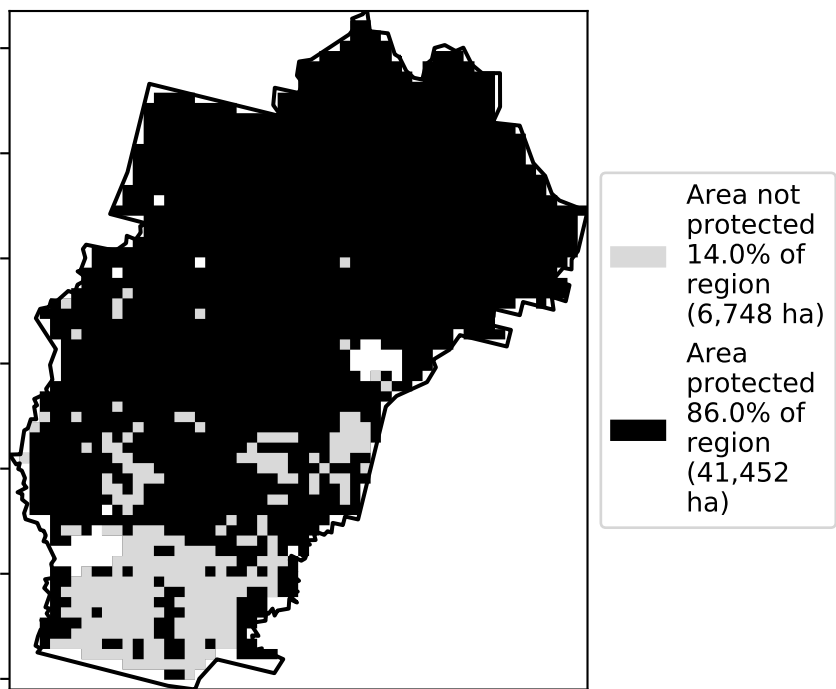 Area not
protected
14.0% of
region
(6,748 ha)
Area
protected
86.0% of
region
(41,452
ha)